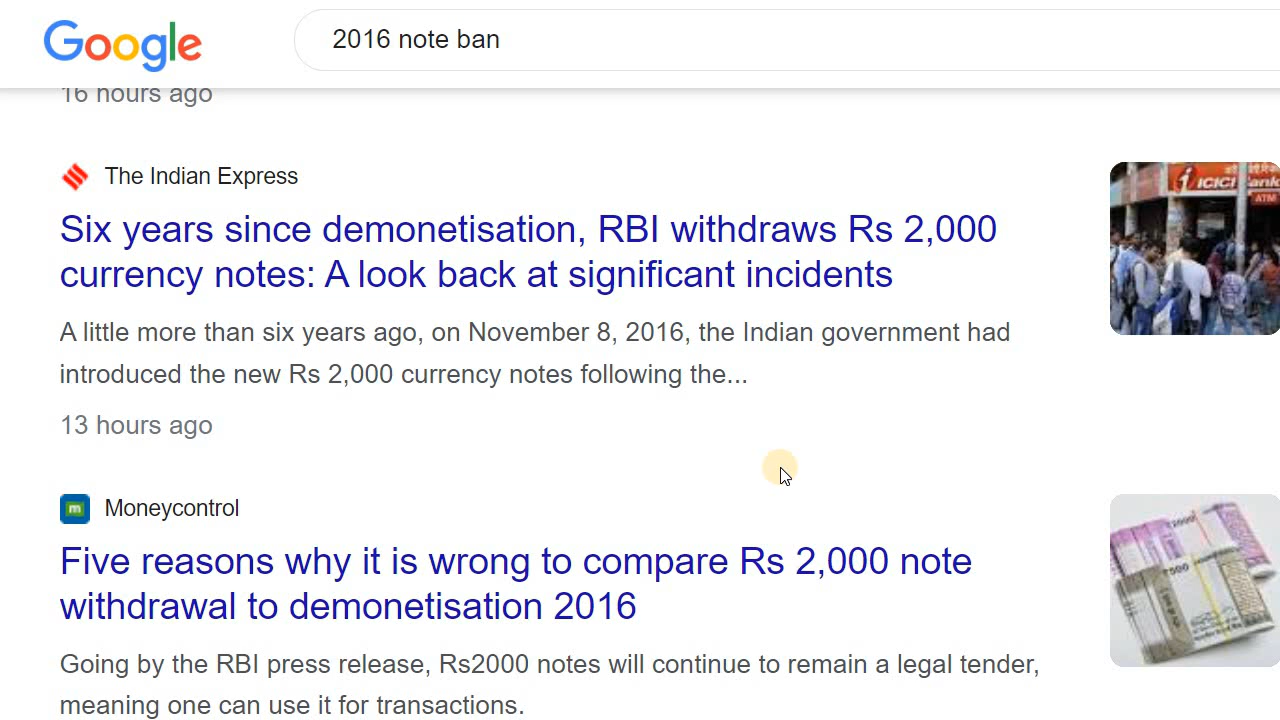 Google
2016 note ban
16 hours ago
The Indian Express
Six years since demonetisation, RBI withdraws Rs 2,000
currency notes: A look back at significant incidents
A little more than six years ago, on November 8, 2016, the Indian government had
introduced the new Rs 2,000 currency notes following the...
13 hours ago
ICICI Bank
ATM
m
Moneycontrol
Five reasons why it is wrong to compare Rs 2,000 note
withdrawal to demonetisation 2016
Going by the RBI press release, Rs2000 notes will continue to remain a legal tender,
meaning one can use it for transactions.
₹500